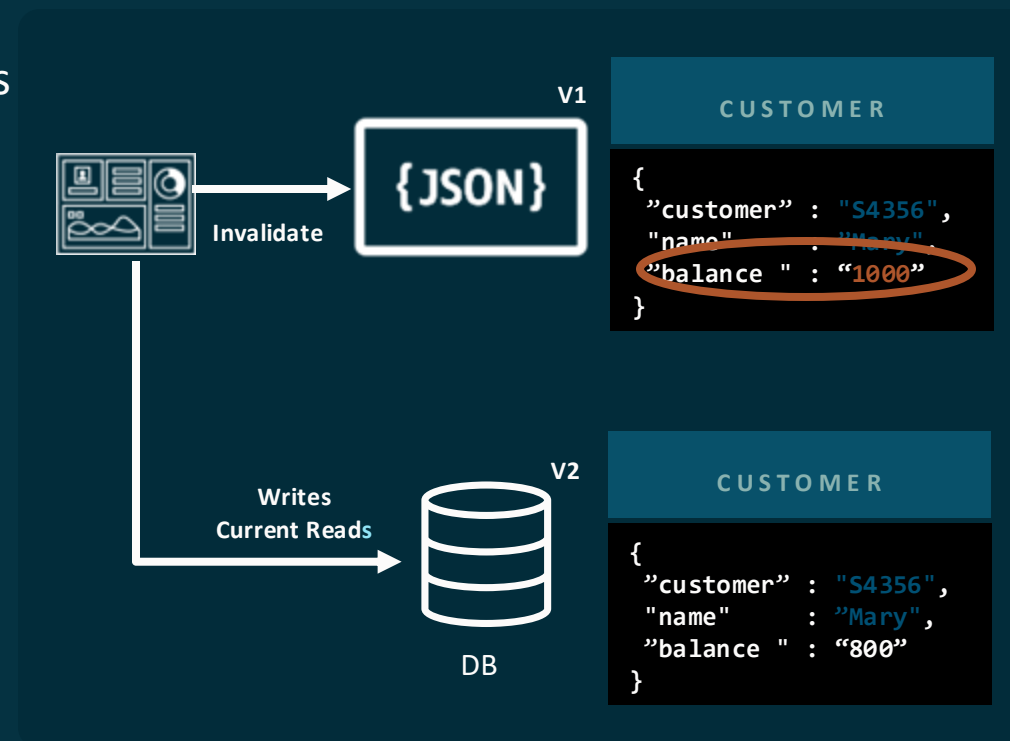 s
V1
{JSON}
Invalidate
CUSTOMER
{
”customer” : "S4356",
"name" : ”Mary",
”balance " : “1000”
}
V2
Writes
Current Reads
DB
CUSTOMER
{
”customer” : "S4356",
"name" : ”Mary",
”balance " : “800”
}